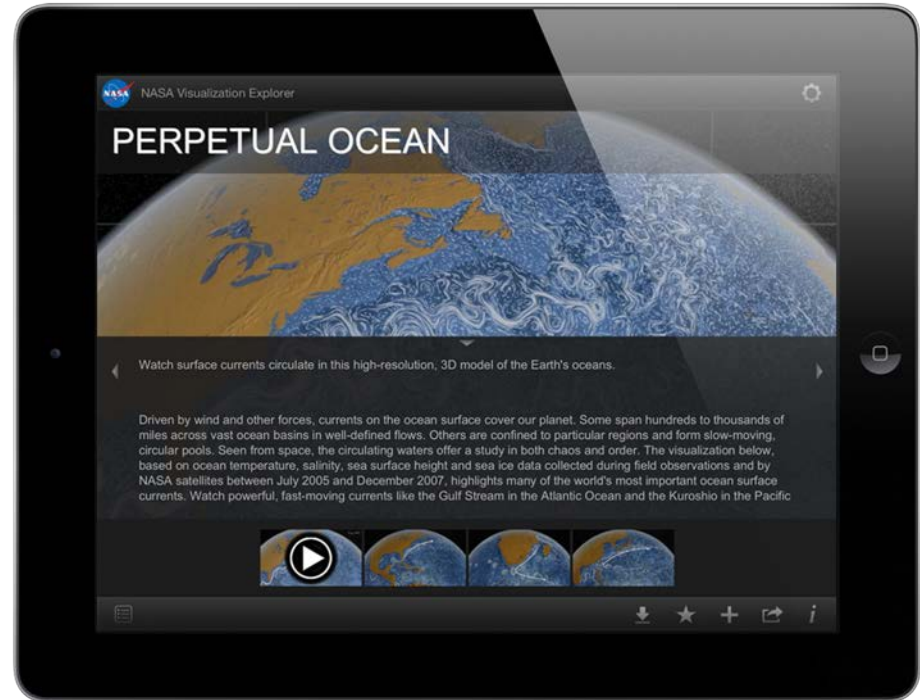 NASA
NASA Visualization Explorer
PERPETUAL OCEAN
Watch surface currents circulate in this high-resolution, 3D model of the Earth's oceans.
Driven by wind and other forces, currents on the ocean surface cover our planet. Some span hundreds to thousands of
miles across vast ocean basins in well-defined flows. Others are confined to particular regions and form slow-moving,
circular pools. Seen from space, the circulating waters offer a study in both chaos and order. The visualization below,
based on ocean temperature, salinity, sea surface height and sea ice data collected during field observations and by
NASA satellites between July 2005 and December 2007, highlights many of the world's most important ocean surface
currents. Watch powerful, fast-moving currents like the Gulf Stream in the Atlantic Ocean and the Kuroshio in the Pacific
i